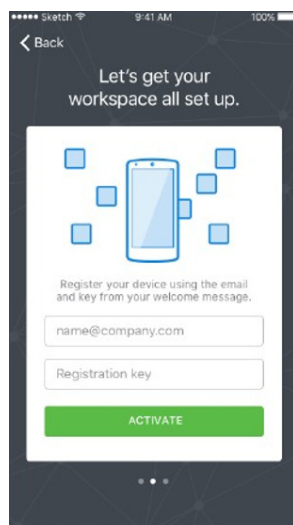 Sketch 9:41 AM 100%
Back
Let's get your
workspace all set up.
Register your device using the email
and key from your welcome message.
name@company.com
Registration key
ACTIVATE